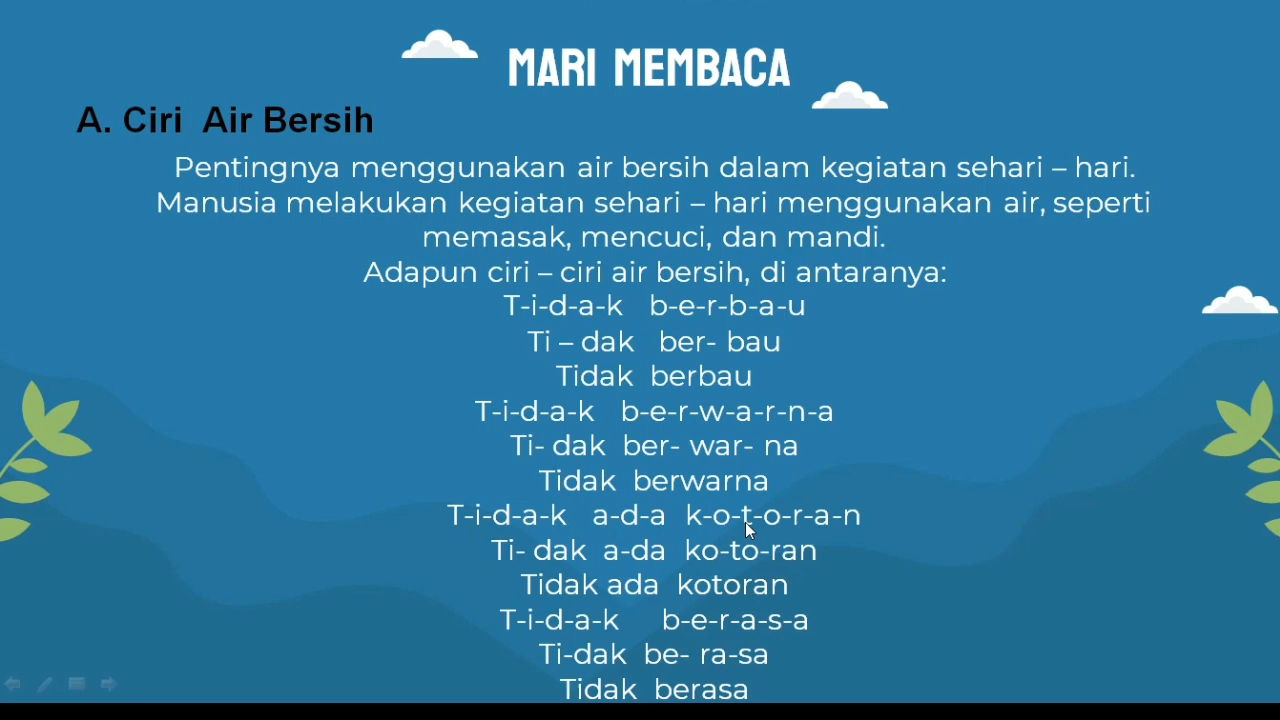 MARI MEMBACA
A. Ciri Air Bersih
Pentingnya menggunakan air bersih dalam kegiatan sehari – hari.
Manusia melakukan kegiatan sehari – hari menggunakan air, seperti
memasak, mencuci, dan mandi.
Adapun ciri – ciri air bersih, di antaranya:
T-i-d-a-k b-e-r-b-a-u
Ti – dak ber- bau
Tidak berbau
T-i-d-a-k b-e-r-w-a-r-n-a
Ti- dak ber- war- na
Tidak berwarna
T-i-d-a-k a-d-a k-o-t-o-r-a-n
Ti- dak a-da ko-to-ran
Tidak ada kotoran
T-i-d-a-k b-e-r-a-s-a
Ti-dak be- ra-sa
Tidak berasa